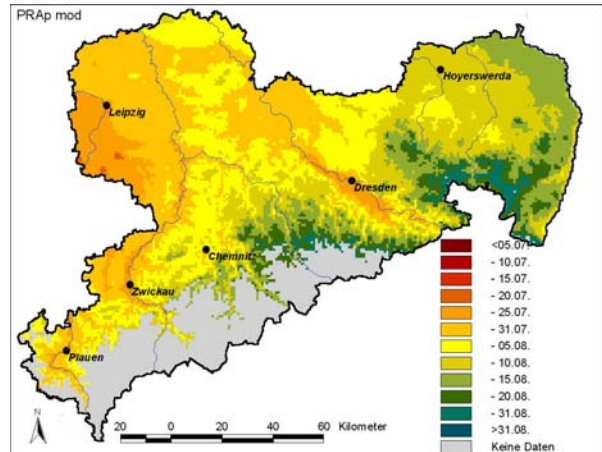 PRAp mod
Hoyerswerda
Leipzig
Dresden
Chemnitz
Zwickau
Plauen
<05.07.
- 10.07.
- 15.07.
- 20.07.
- 25.07.
- 31.07.
- 05.08.
- 10.08.
- 15.08.
- 20.08.
- 31.08.
>31.08.
Keine Daten
N
20 0 20 40 60 Kilometer